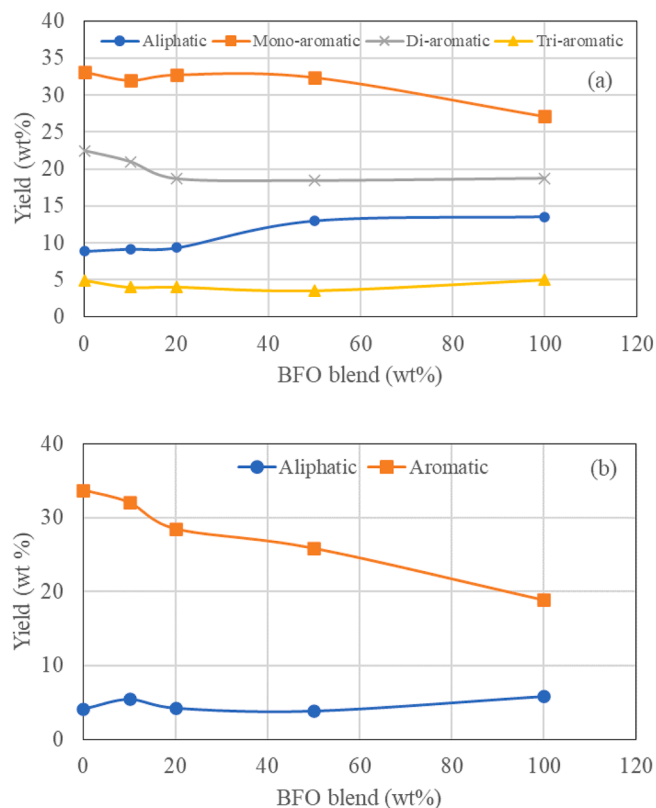 40
Aliphatic Mono-aromatic Di-aromatic Tri-aromatic
35
(a)
30
25
20
15
10
5
0
Yield (wt%)
0 20 40 60 80 100 120
BFO blend (wt%)
40
Aliphatic Aromatic (b)
30
20
10
0
Yield (wt %)
0 20 40 60 80 100 120
BFO blend (wt%)